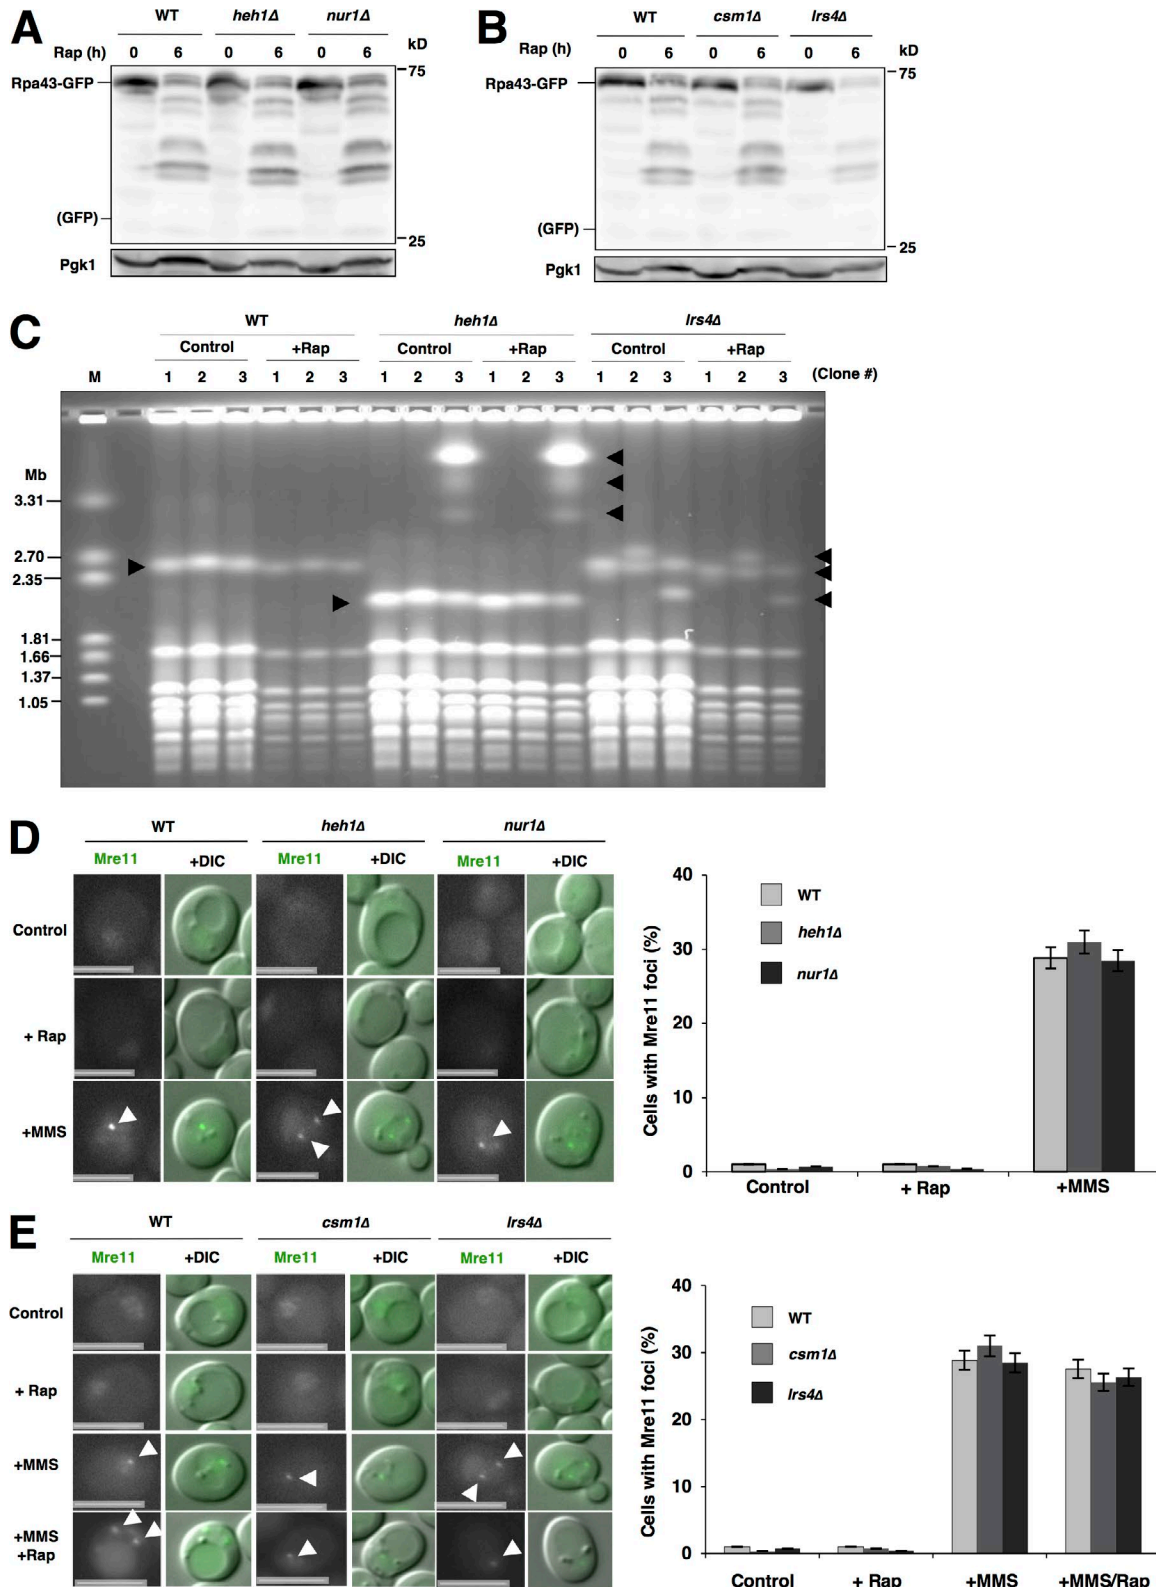 A
WT heh1Δ nur1Δ
Rap (h) 0 6 0 6 0 6 kD
Rpa43-GFP 75
(GFP)
25
Pgk1
B
WT csm1Δ lrs4Δ
Rap (h) 0 6 0 6 0 6 kD
Rpa43-GFP 75
(GFP)
25
Pgk1
C
WT heh1Δ lrs4Δ
Control +Rap Control +Rap Control +Rap
M 1 2 3 1 2 3 1 2 3 1 2 3 1 2 3 1 2 3 (Clone #)
Mb
3.31
2.70
2.35
1.81
1.66
1.37
1.05
D
WT heh1Δ nur1Δ
Mre11 +DIC Mre11 +DIC Mre11 +DIC
Control
+ Rap
+MMS
Cells with Mre11 foci (%)
40
30
20
10
0
WT
heh1Δ
nur1Δ
Control + Rap +MMS
E
WT csm1Δ lrs4Δ
Mre11 +DIC Mre11 +DIC Mre11 +DIC
Control
+ Rap
+MMS
+MMS
+Rap
Cells with Mre11 foci (%)
40
30
20
10
0
WT
csm1Δ
lrs4Δ
Control + Rap +MMS +MMS/Rap